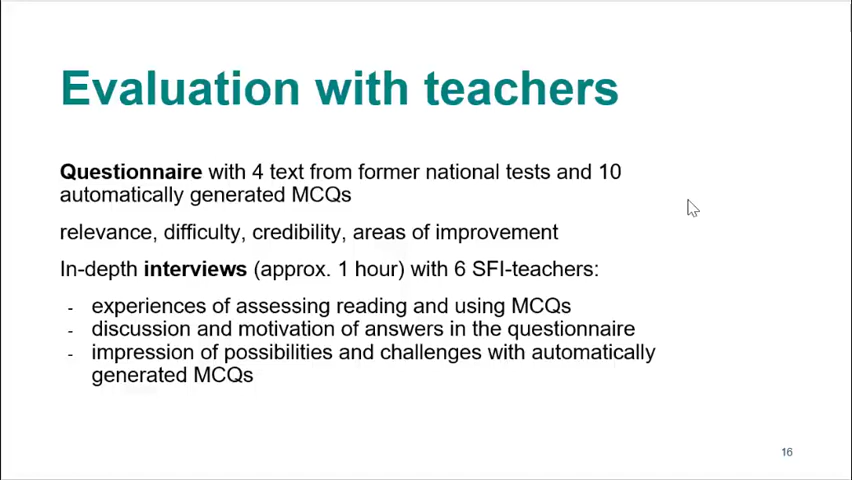 Evaluation with teachers
Questionnaire with 4 text from former national tests and 10
automatically generated MCQs
relevance, difficulty, credibility, areas of improvement
In-depth interviews (approx. 1 hour) with 6 SFI-teachers:
- experiences of assessing reading and using MCQs
- discussion and motivation of answers in the questionnaire
- impression of possibilities and challenges with automatically
generated MCQs
16